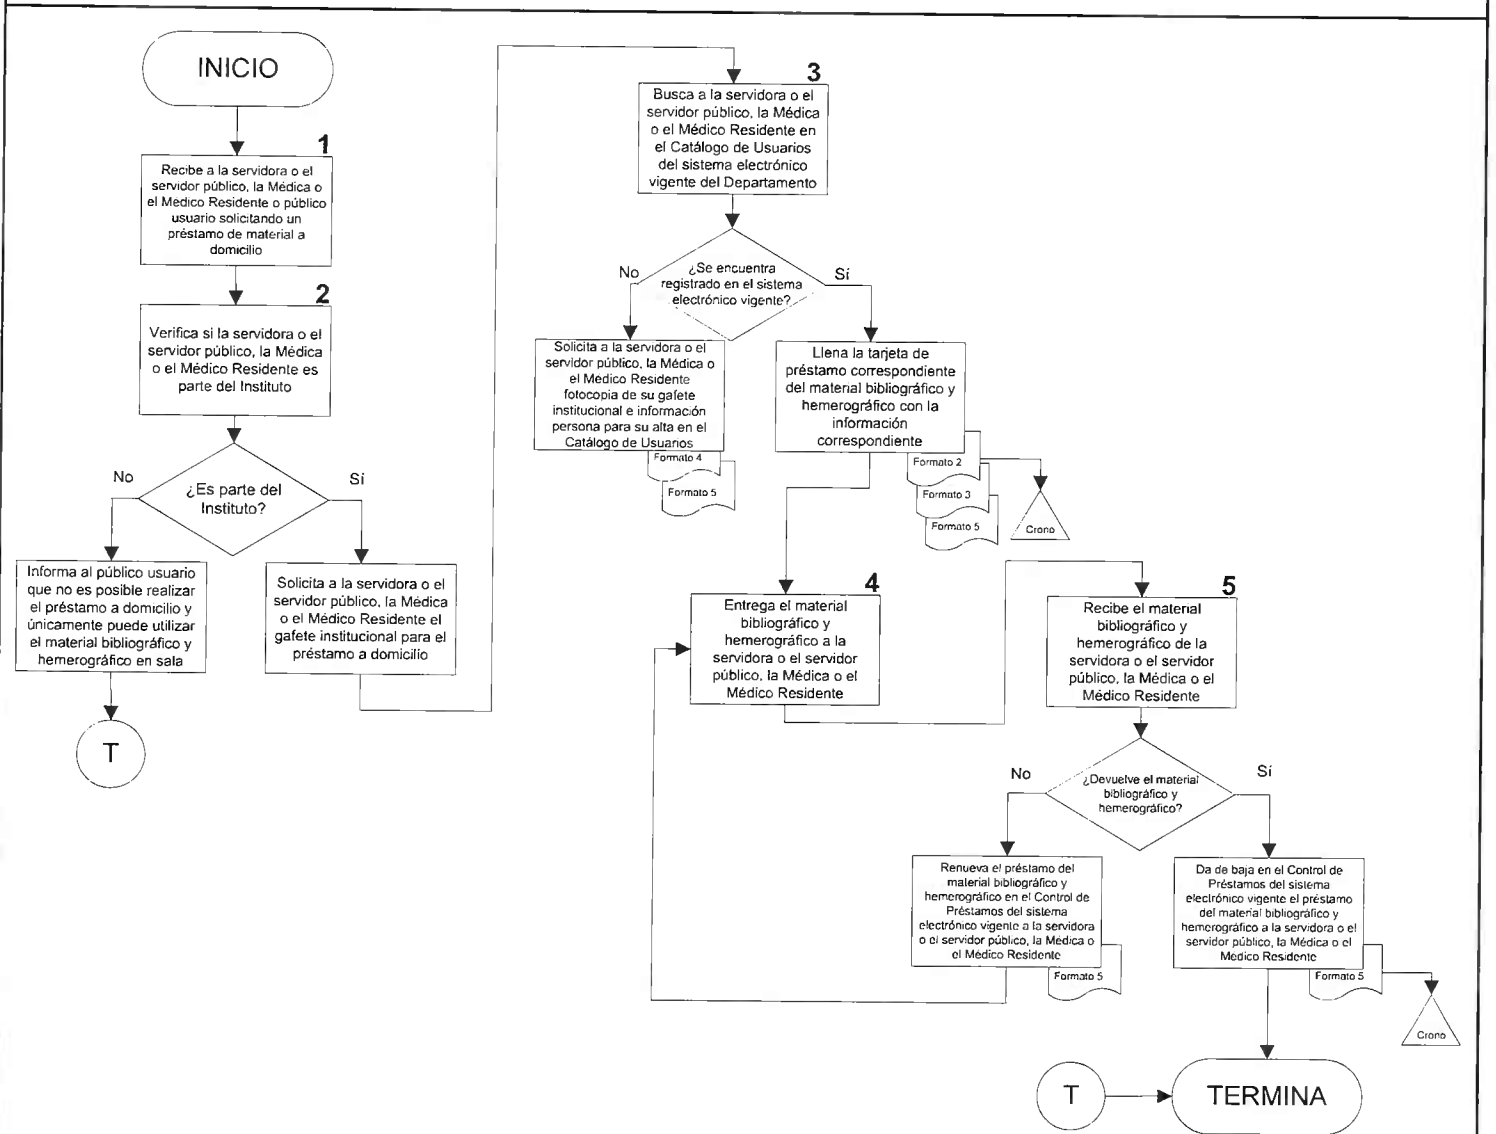 INICIO
1
Recibe a la servidora o el
servidor público, la Médica o
el Medico Residente o público
usuario solicitando un
préstamo de material a
domicilio
2
Verifica si la servidora o el
servidor público, la Médica
o el Médico Residente es
parte del Instituto
No
¿Es parte del
Instituto?
Sí
Informa al público usuario
que no es posible realizar
el préstamo a domicilio y
únicamente puede utilizar
el material bibliográfico y
hemerográfico en sala
T
Solicita a la servidora o el
servidor público, la Médica
o el Médico Residente el
gafete institucional para el
préstamo a domicilio
3
Busca a la servidora o el
servidor público, la Médica
o el Médico Residente en
el Catálogo de Usuarios
del sistema electrónico
vigente del Departamento
No
¿Se encuentra
registrado en el sistema
electrónico vigente?
Sí
Solicita a la servidora o el
servidor público, la Médica o
el Médico Residente
fotocopia de su gafete
institucional e información
persona para su alta en el
Catálogo de Usuarios
Formato 4
Formato 5
Llena la tarjeta de
préstamo correspondiente
del material bibliográfico y
hemerográfico con la
información
correspondiente
Formato 2
Formato 3
Formato 5
Crono
4
Entrega el material
bibliográfico y
hemerográfico a la
servidora o el servidor
público, la Médica o el
Médico Residente
5
Recibe el material
bibliográfico y
hemerográfico de la
servidora o el servidor
público, la Médica o el
Médico Residente
No
¿Devuelve el material
bibliográfico y
hemerográfico?
Sí
Renueva el préstamo del
material bibliográfico y
hemerográfico en el Control de
Préstamos del sistema
electrónico vigente a la servidora
o el servidor público, la Médica o
el Médico Residente
Formato 5
Da de baja en el Control de
Préstamos del sistema
electrónico vigente el préstamo
del material bibliográfico y
hemerográfico a la servidora o el
servidor público, la Médica o el
Medico Residente
Formato 5
Crono
T
TERMINA